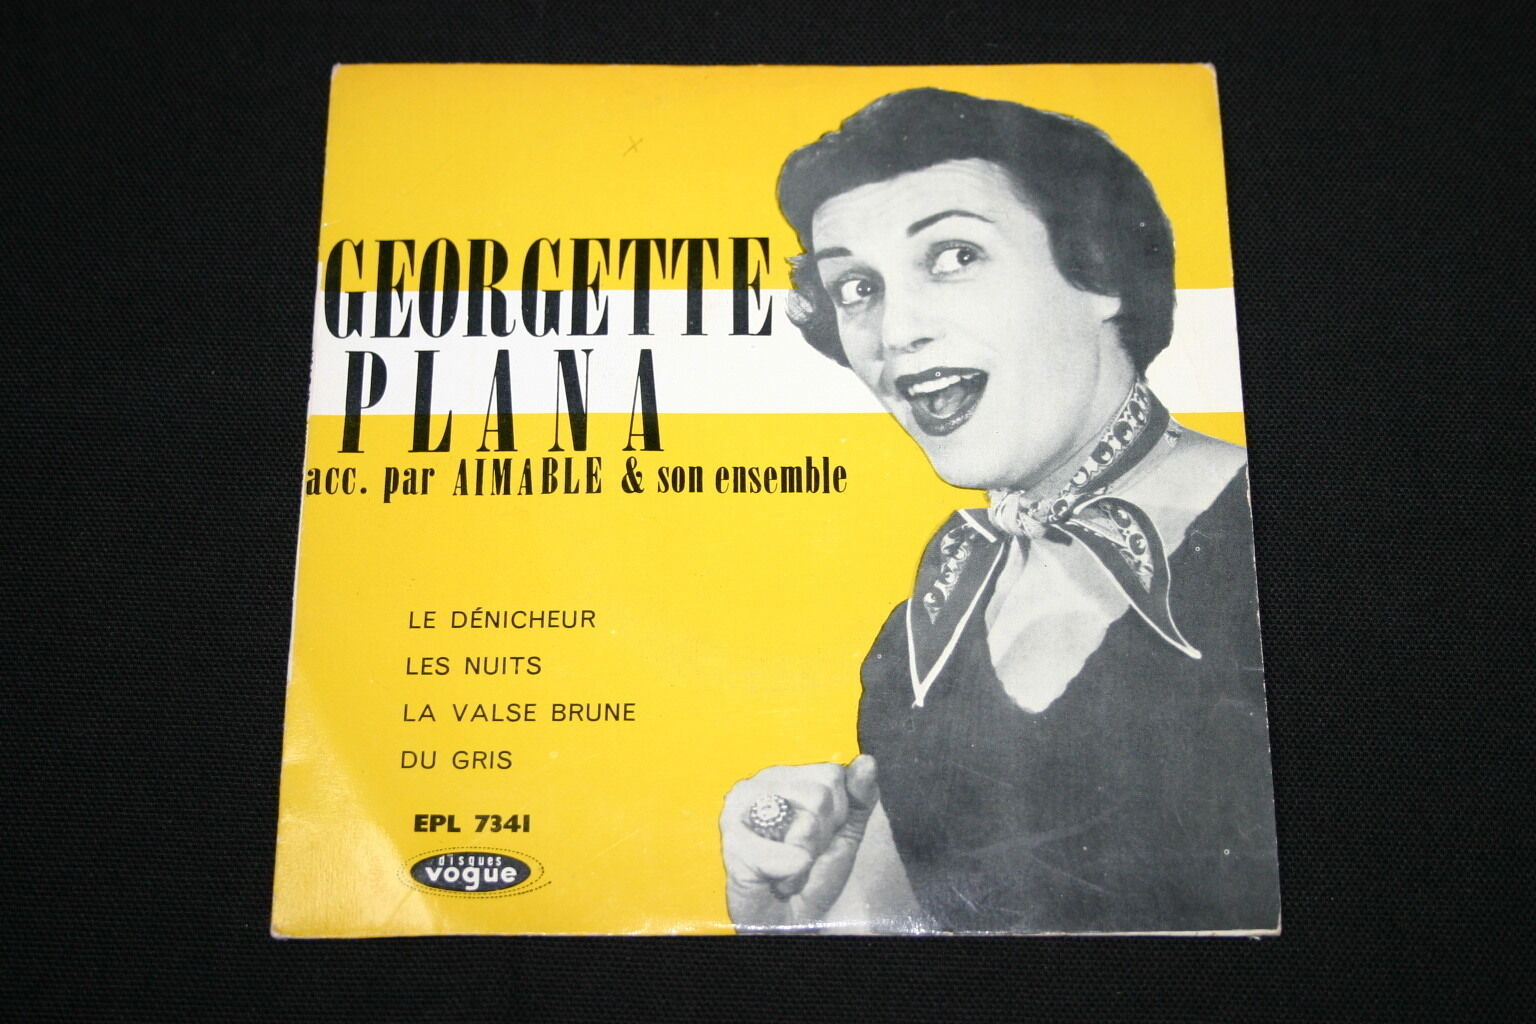 GEORGETTE
PLANA
acc. par AIMABLE & son ensemble
LE DÉNICHEUR
LES NUITS
LA VALSE BRUNE
DU GRIS
EPL 7341
disques
vogue